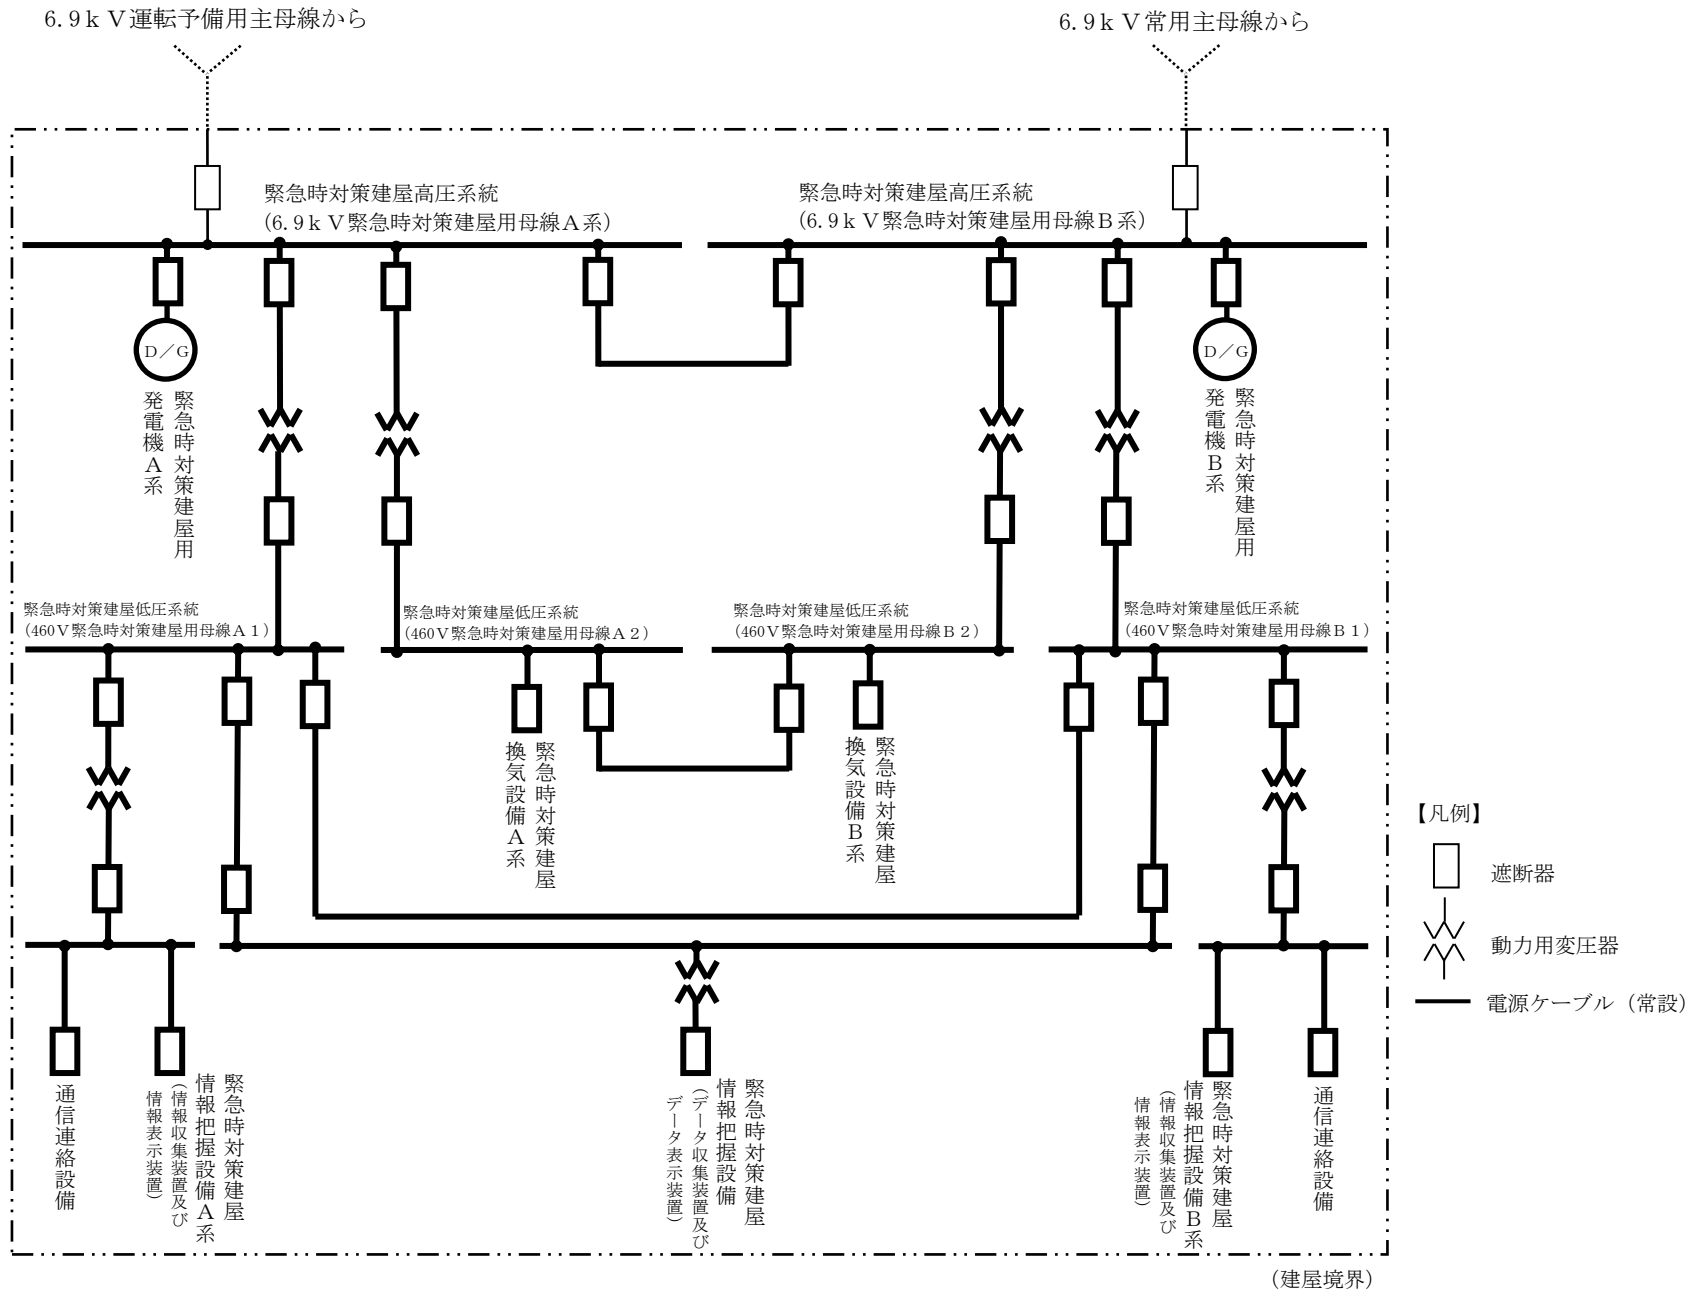 6.9kV運転予備用主母線から
6.9kV常用主母線から
緊急時対策建屋高圧系統
(6.9kV緊急時対策建屋用母線A系)
緊急時対策建屋高圧系統
(6.9kV緊急時対策建屋用母線B系)
D/G
D/G
緊急時対策建屋用
発電機A系
緊急時対策建屋用
発電機B系
緊急時対策建屋低圧系統
(460V緊急時対策建屋用母線A1)
緊急時対策建屋低圧系統
(460V緊急時対策建屋用母線A2)
緊急時対策建屋低圧系統
(460V緊急時対策建屋用母線B2)
緊急時対策建屋低圧系統
(460V緊急時対策建屋用母線B1)
緊急時対策建屋
換気設備A系
緊急時対策建屋
換気設備B系
【凡例】
遮断器
動力用変圧器
電源ケーブル(常設)
通信連絡設備
緊急時対策建屋
情報把握設備A系
(情報収集装置及び
情報表示装置)
緊急時対策建屋
情報把握設備
(データ収集装置及び
データ表示装置)
緊急時対策建屋
情報把握設備B系
(情報収集装置及び
情報表示装置)
通信連絡設備
(建屋境界)